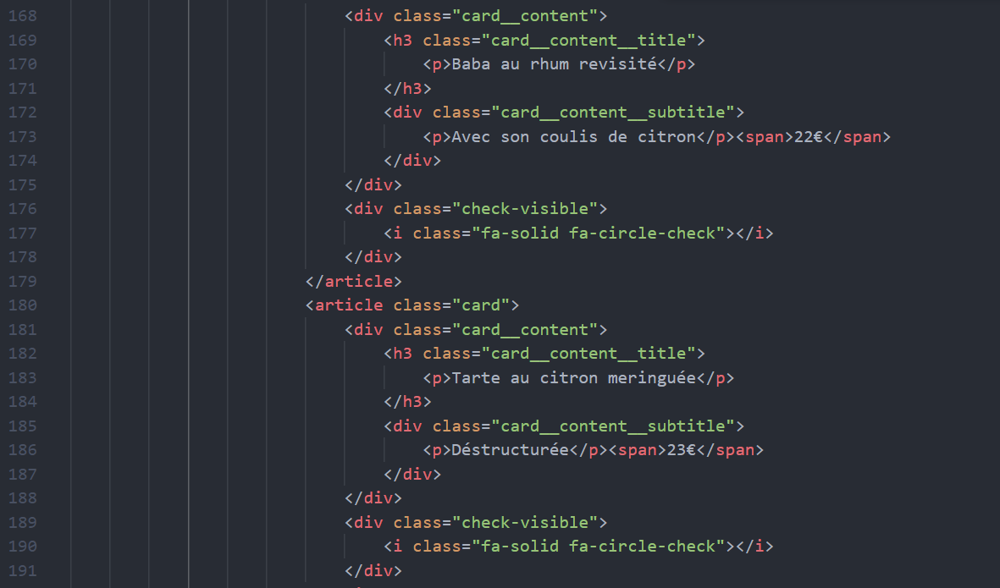 168 <div class="card__content">
169 <h3 class="card__content__title">
170 <p>Baba au rhum revisité</p>
171 </h3>
172 <div class="card__content__subtitle">
173 <p>Avec son coulis de citron</p><span>22€</span>
174 </div>
175 </div>
176 <div class="check-visible">
177 <i class="fa-solid fa-circle-check"></i>
178 </div>
179 </article>
180 <article class="card">
181 <div class="card__content">
182 <h3 class="card__content__title">
183 <p>Tarte au citron meringuée</p>
184 </h3>
185 <div class="card__content__subtitle">
186 <p>Déstructurée</p><span>23€</span>
187 </div>
188 </div>
189 <div class="check-visible">
190 <i class="fa-solid fa-circle-check"></i>
191 </div>